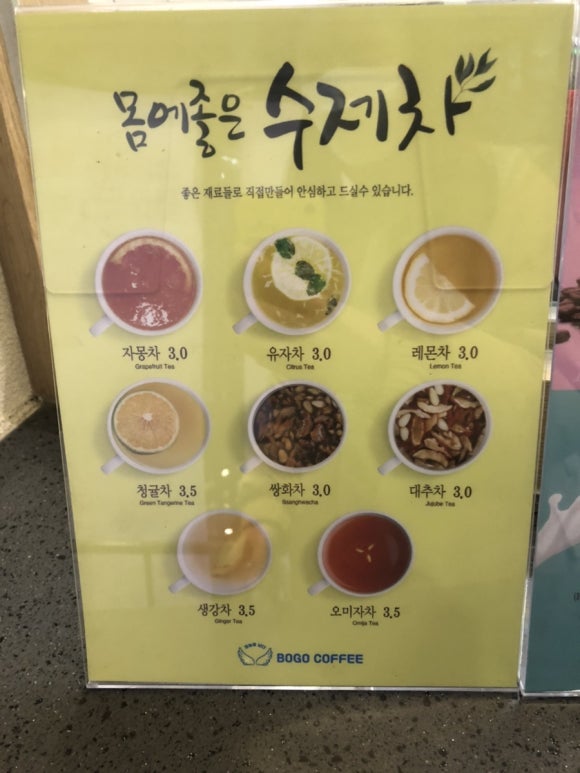 몸에좋은 수제차
좋은 재료들로 직접만들어 안심하고 드실수 있습니다.
자몽차 3.0
Grapefruit Tea
유자차 3.0
Citrus Tea
레몬차 3.0
Lemon Tea
청귤차 3.5
Green Tangerine Tea
쌍화차 3.0
Ssanghwacha
대추차 3.0
Jujobe Tea
생강차 3.5
Ginger Tea
오미자차 3.5
Omija Tea
BOGO COFFEE